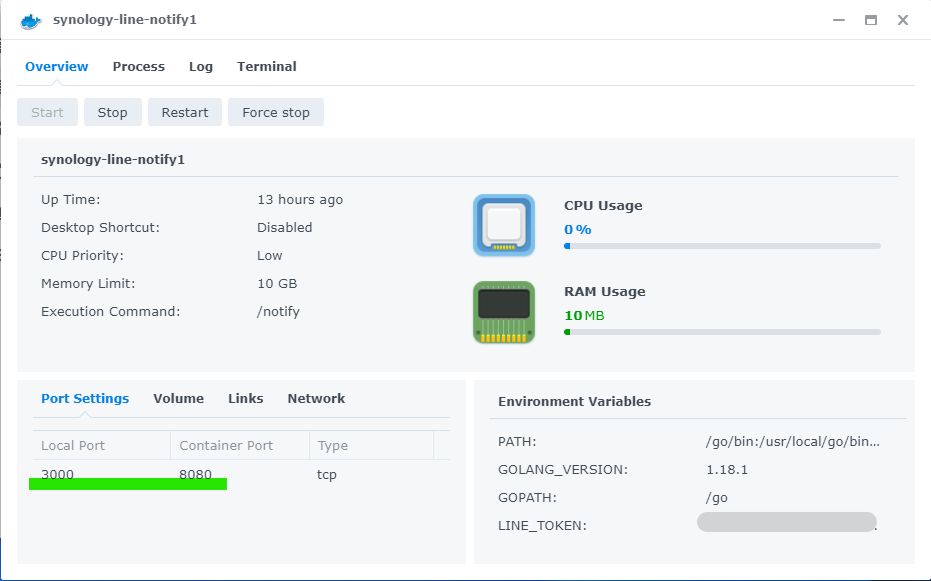 synology-line-notify1
Overview Process Log Terminal
Start Stop Restart Force stop
synology-line-notify1
Up Time: 13 hours ago
Desktop Shortcut: Disabled
CPU Priority: Low
Memory Limit: 10 GB
Execution Command: /notify
CPU Usage
0 %
RAM Usage
10 MB
Port Settings Volume Links Network
Local Port Container Port Type
3000 8080 tcp
Environment Variables
PATH: /go/bin:/usr/local/go/bin...
GOLANG_VERSION: 1.18.1
GOPATH: /go
LINE_TOKEN: